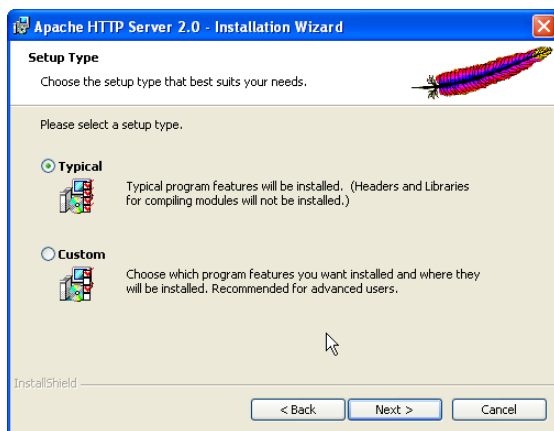 Apache HTTP Server 2.0 - Installation Wizard
Setup Type
Choose the setup type that best suits your needs.
Please select a setup type.
Typical
Typical program features will be installed. (Headers and Libraries
for compiling modules will not be installed.)
Custom
Choose which program features you want installed and where they
will be installed. Recommended for advanced users.
InstallShield
< Back
Next >
Cancel